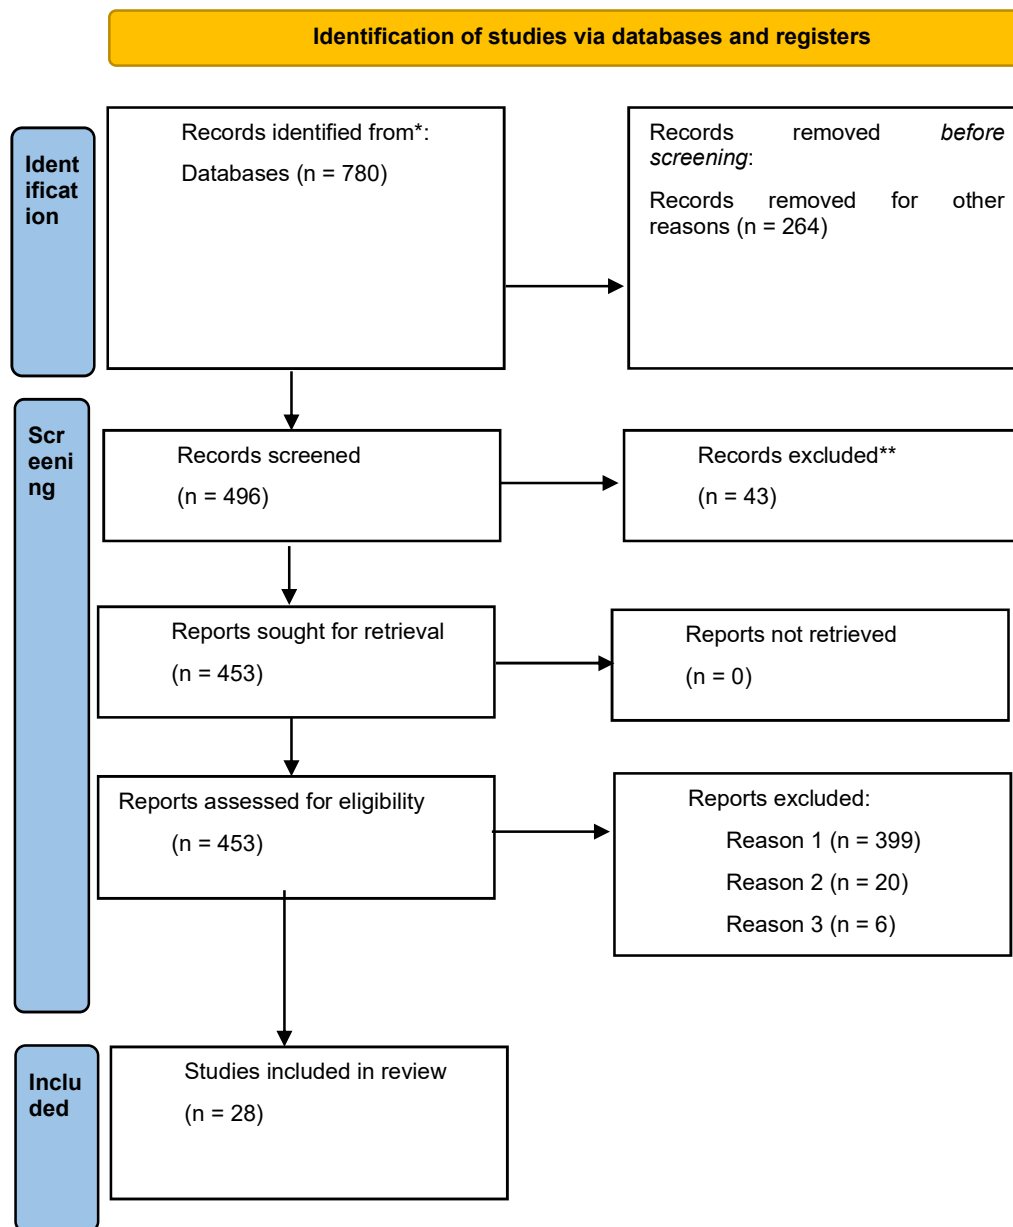 Identification of studies via databases and registers
Ident
ificat
ion
Records identified from*:
Databases (n = 780)
Records removed before
screening:
Records removed for other
reasons (n = 264)
Scr
eeni
ng
Records screened
(n = 496)
Records excluded**
(n = 43)
Reports sought for retrieval
(n = 453)
Reports not retrieved
(n = 0)
Reports assessed for eligibility
(n = 453)
Reports excluded:
Reason 1 (n = 399)
Reason 2 (n = 20)
Reason 3 (n = 6)
Inclu
ded
Studies included in review
(n = 28)